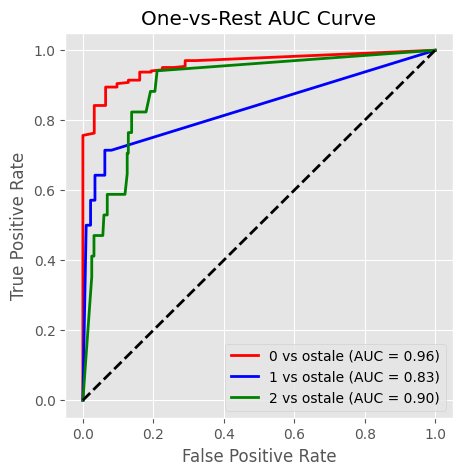 One-vs-Rest AUC Curve
True Positive Rate
1.0
0.8
0.6
0.4
0.2
0.0
0 vs ostale (AUC = 0.96)
1 vs ostale (AUC = 0.83)
2 vs ostale (AUC = 0.90)
0.0 0.2 0.4 0.6 0.8 1.0
False Positive Rate